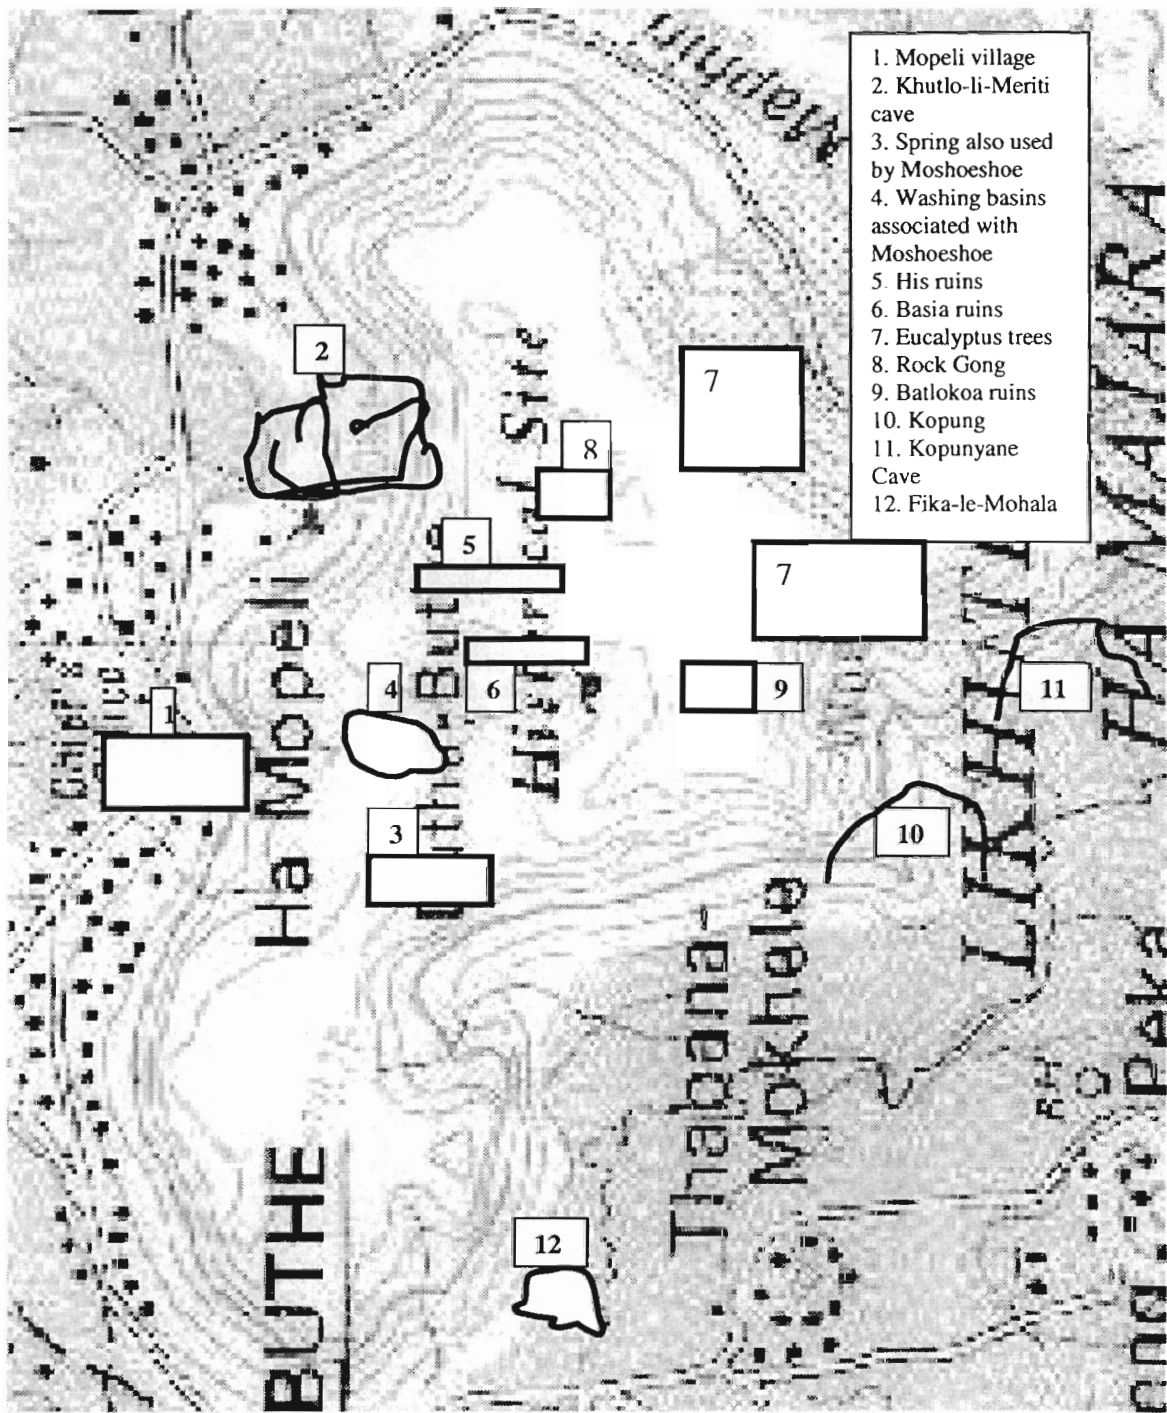 1. Mopeli village
2. Khutlo-li-Meriti
cave
3. Spring also used
by Moshoeshoe
4. Washing basins
associated with
Moshoeshoe
5. His ruins
6. Basia ruins
7. Eucalyptus trees
8. Rock Gong
9. Batlokoa ruins
10. Kopung
11. Kopunyane
Cave
12. Fika-le-Mohala
2
7
8
5
7
4
6
9
11
1
3
10
12
Ha Mopeli
Site
Thabana-
Mokhele
Peka
BUTHE